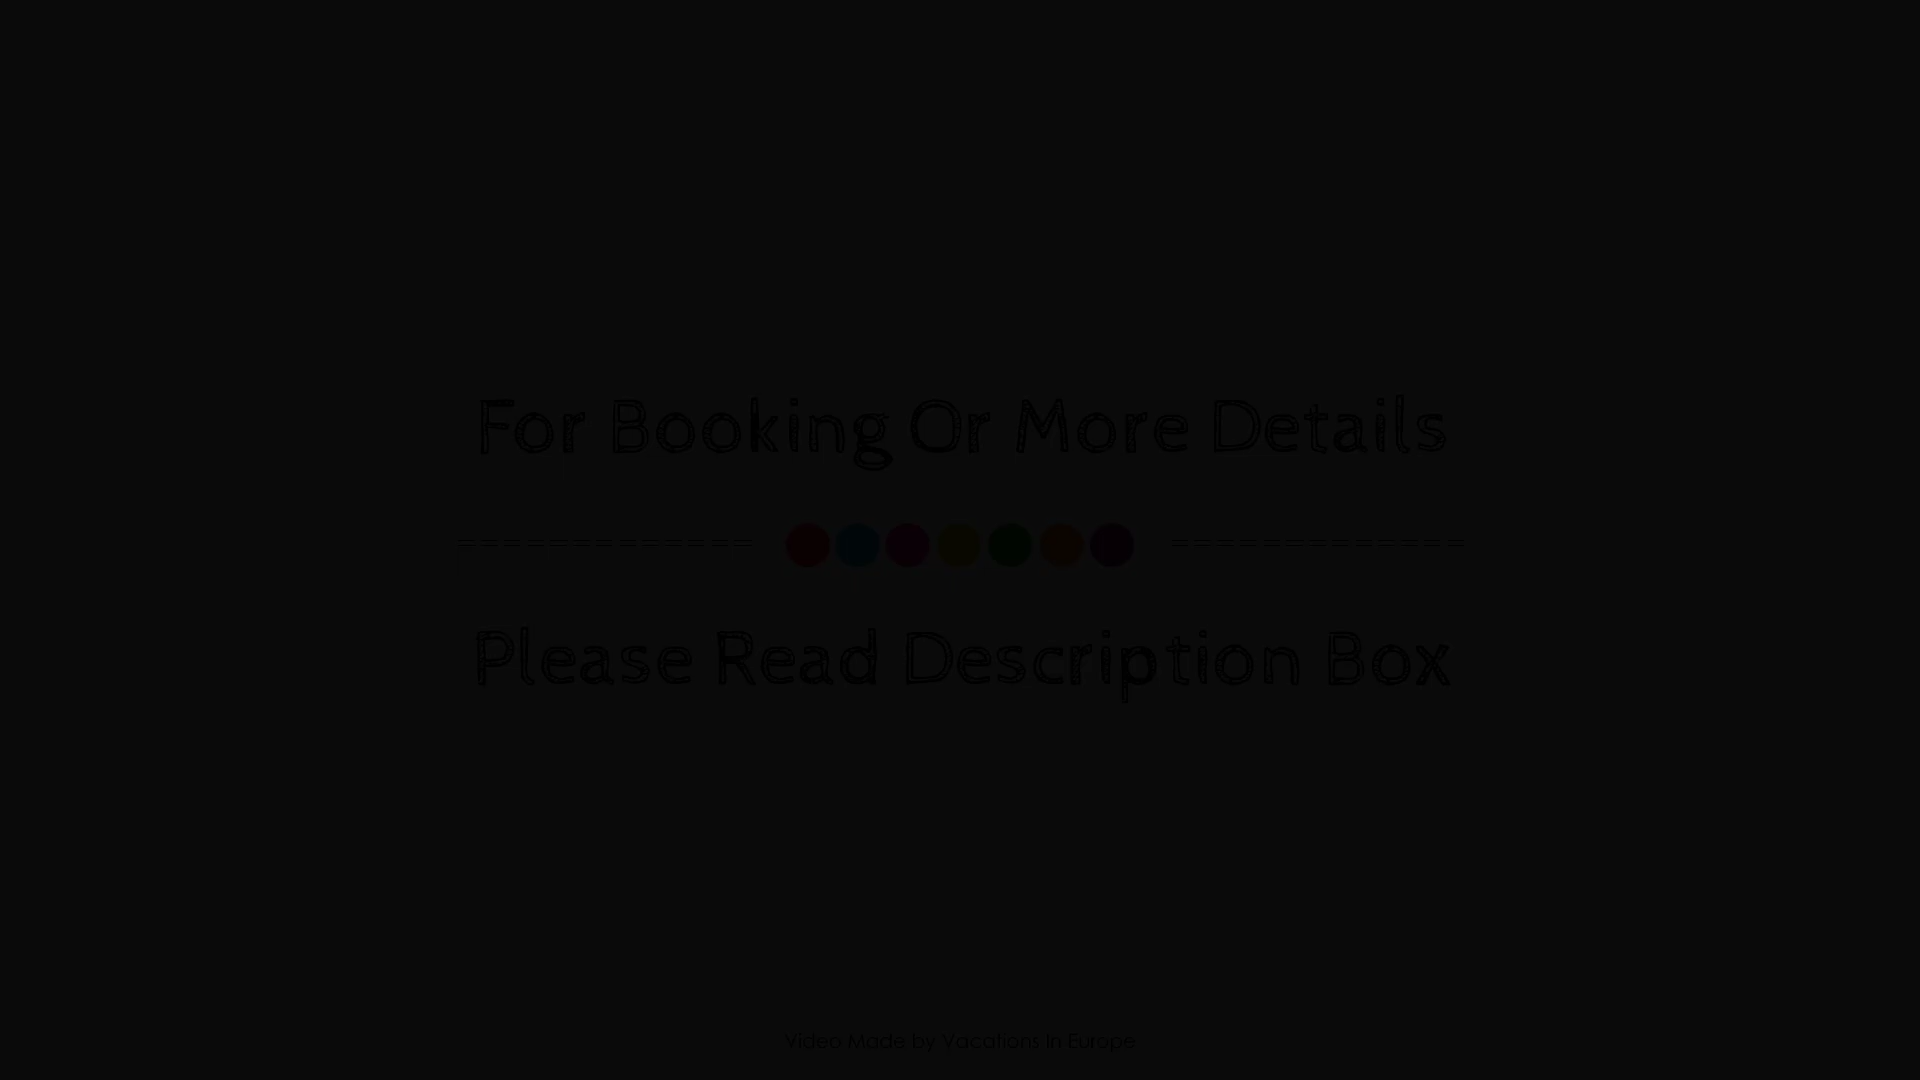 For Booking Or More Details
Please Read Description Box
Video Made by Vacations In Europe